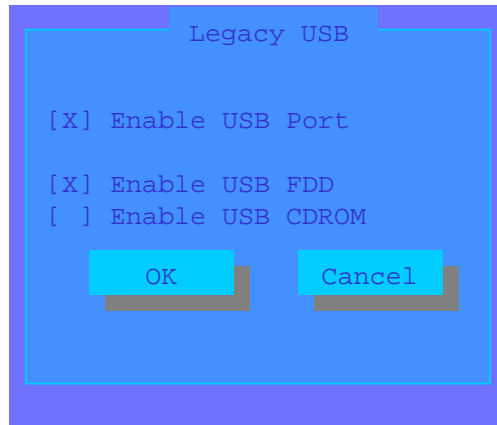 Legacy USB
[X] Enable USB Port
[X] Enable USB FDD
[ ] Enable USB CDROM
OK Cancel